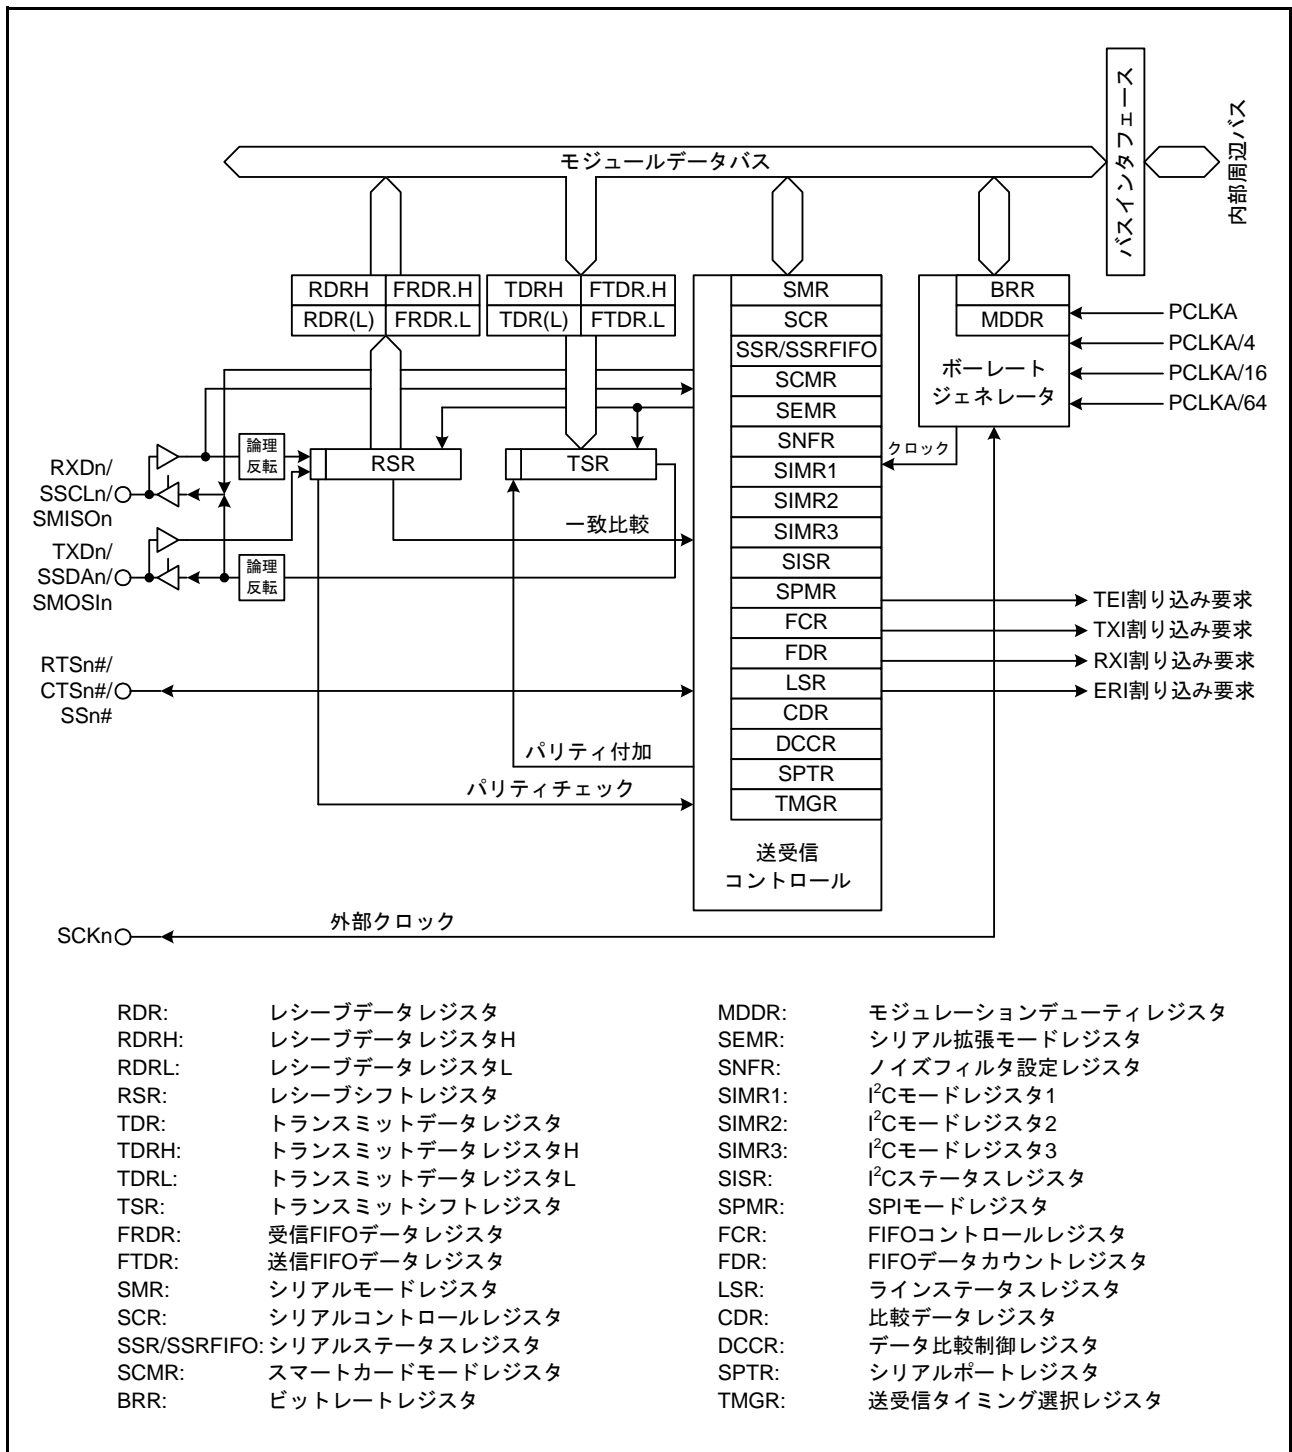 モジュールデータバス
バスインタフェース
内部周辺バス
RDRH FRDR.H
RDR(L) FRDR.L
TDRH FTDR.H
TDR(L) FTDR.L
SMR
SCR
SSR/SSRFIFO
SCMR
SEMR
SNFR
SIMR1
SIMR2
SIMR3
SISR
SPMR
FCR
FDR
LSR
CDR
DCCR
SPTR
TMGR
送受信
コントロール
BRR
MDDR
ボーレート
ジェネレータ
PCLKA
PCLKA/4
PCLKA/16
PCLKA/64
クロック
RXDn/
SSCLn/
SMISOn
論理
反転
RSR
TSR
一致比較
TXDn/
SSDAn/
SMOSIn
論理
反転
TEI割り込み要求
TXI割り込み要求
RXI割り込み要求
ERI割り込み要求
RTSn#/
CTSn#/
SSn#
パリティ付加
パリティチェック
外部クロック
SCKn
RDR: レシーブデータレジスタ
RDRH: レシーブデータレジスタH
RDRL: レシーブデータレジスタL
RSR: レシーブシフトレジスタ
TDR: トランスミットデータレジスタ
TDRH: トランスミットデータレジスタH
TDRL: トランスミットデータレジスタL
TSR: トランスミットシフトレジスタ
FRDR: 受信FIFOデータレジスタ
FTDR: 送信FIFOデータレジスタ
SMR: シリアルモードレジスタ
SCR: シリアルコントロールレジスタ
SSR/SSRFIFO: シリアルステータスレジスタ
SCMR: スマートカードモードレジスタ
BRR: ビットレートレジスタ
MDDR: モジュレーションデューティレジスタ
SEMR: シリアル拡張モードレジスタ
SNFR: ノイズフィルタ設定レジスタ
SIMR1: I²Cモードレジスタ1
SIMR2: I²Cモードレジスタ2
SIMR3: I²Cモードレジスタ3
SISR: I²Cステータスレジスタ
SPMR: SPIモードレジスタ
FCR: FIFOコントロールレジスタ
FDR: FIFOデータカウントレジスタ
LSR: ラインステータスレジスタ
CDR: 比較データレジスタ
DCCR: データ比較制御レジスタ
SPTR: シリアルポートレジスタ
TMGR: 送受信タイミング選択レジスタ